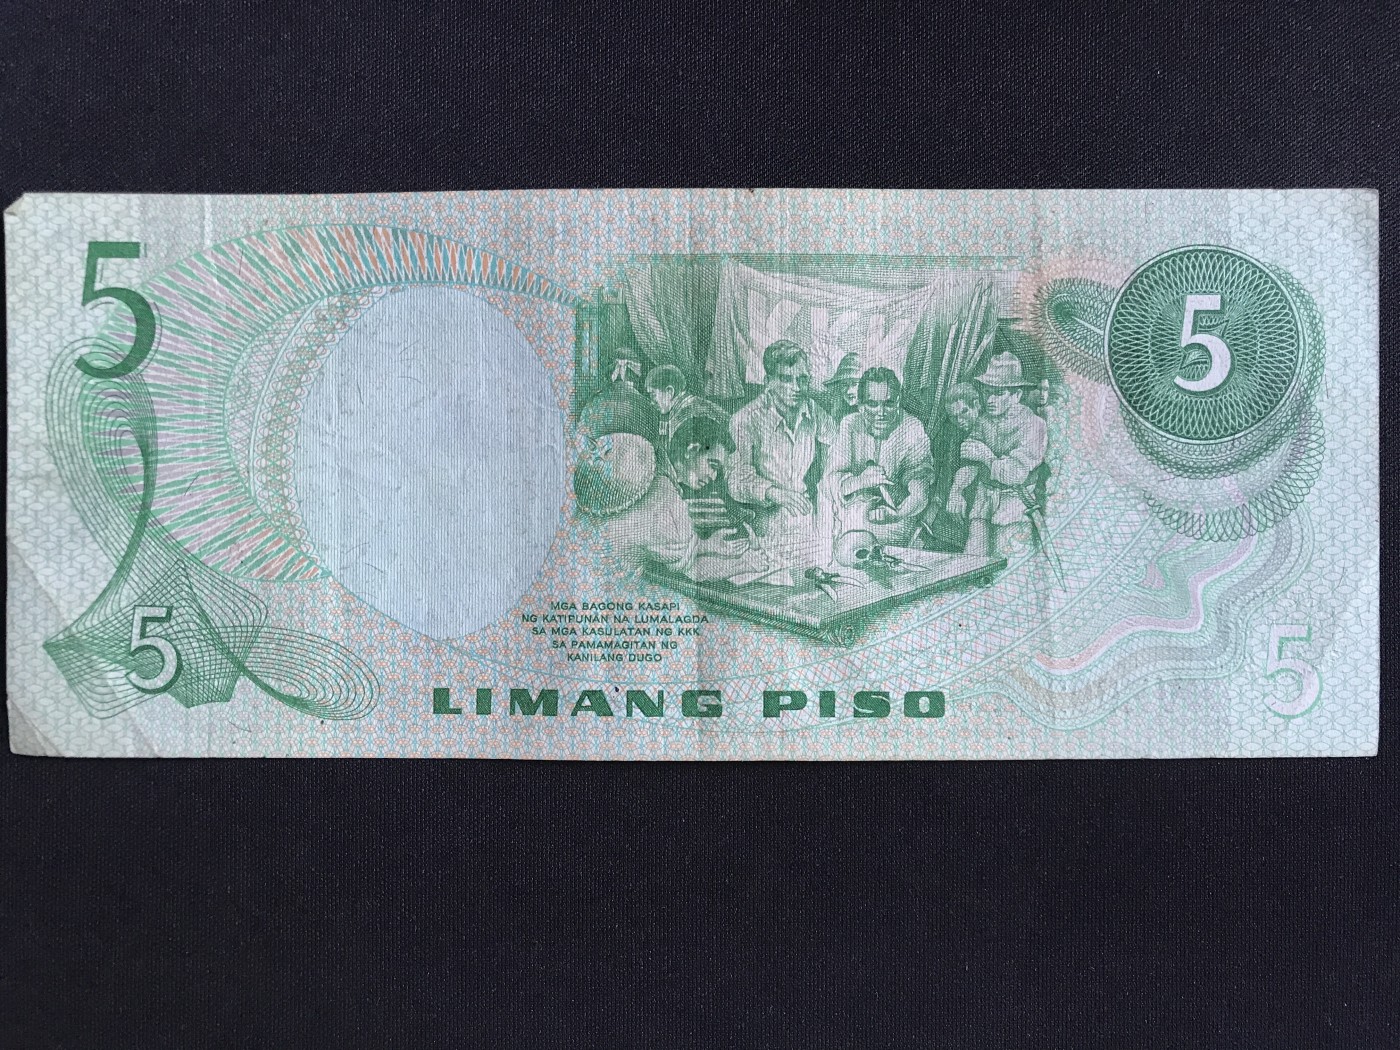 5
5
MGA BAGONG KASAPI
NG KATIPUNAN NA LUMALAGDA
SA MGA KASULATAN NG KKK
SA PAMAMAGITAN NG
KANILANG DUGO
5
5
LIMANG PISO